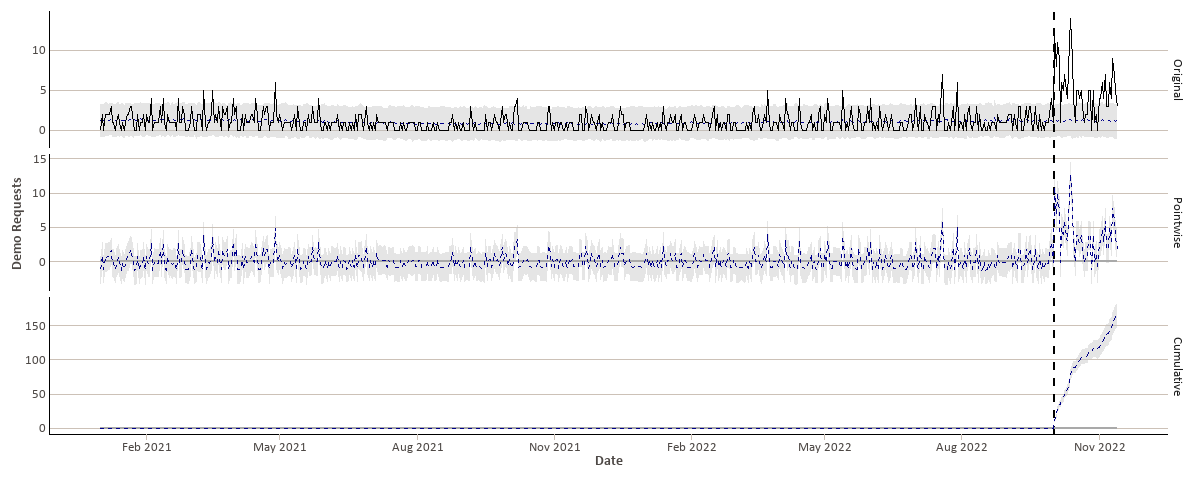 10
5
0
Original
15
10
5
0
Pointwise
Demo Requests
150
100
50
0
Cumulative
Feb 2021 May 2021 Aug 2021 Nov 2021 Feb 2022 May 2022 Aug 2022 Nov 2022
Date